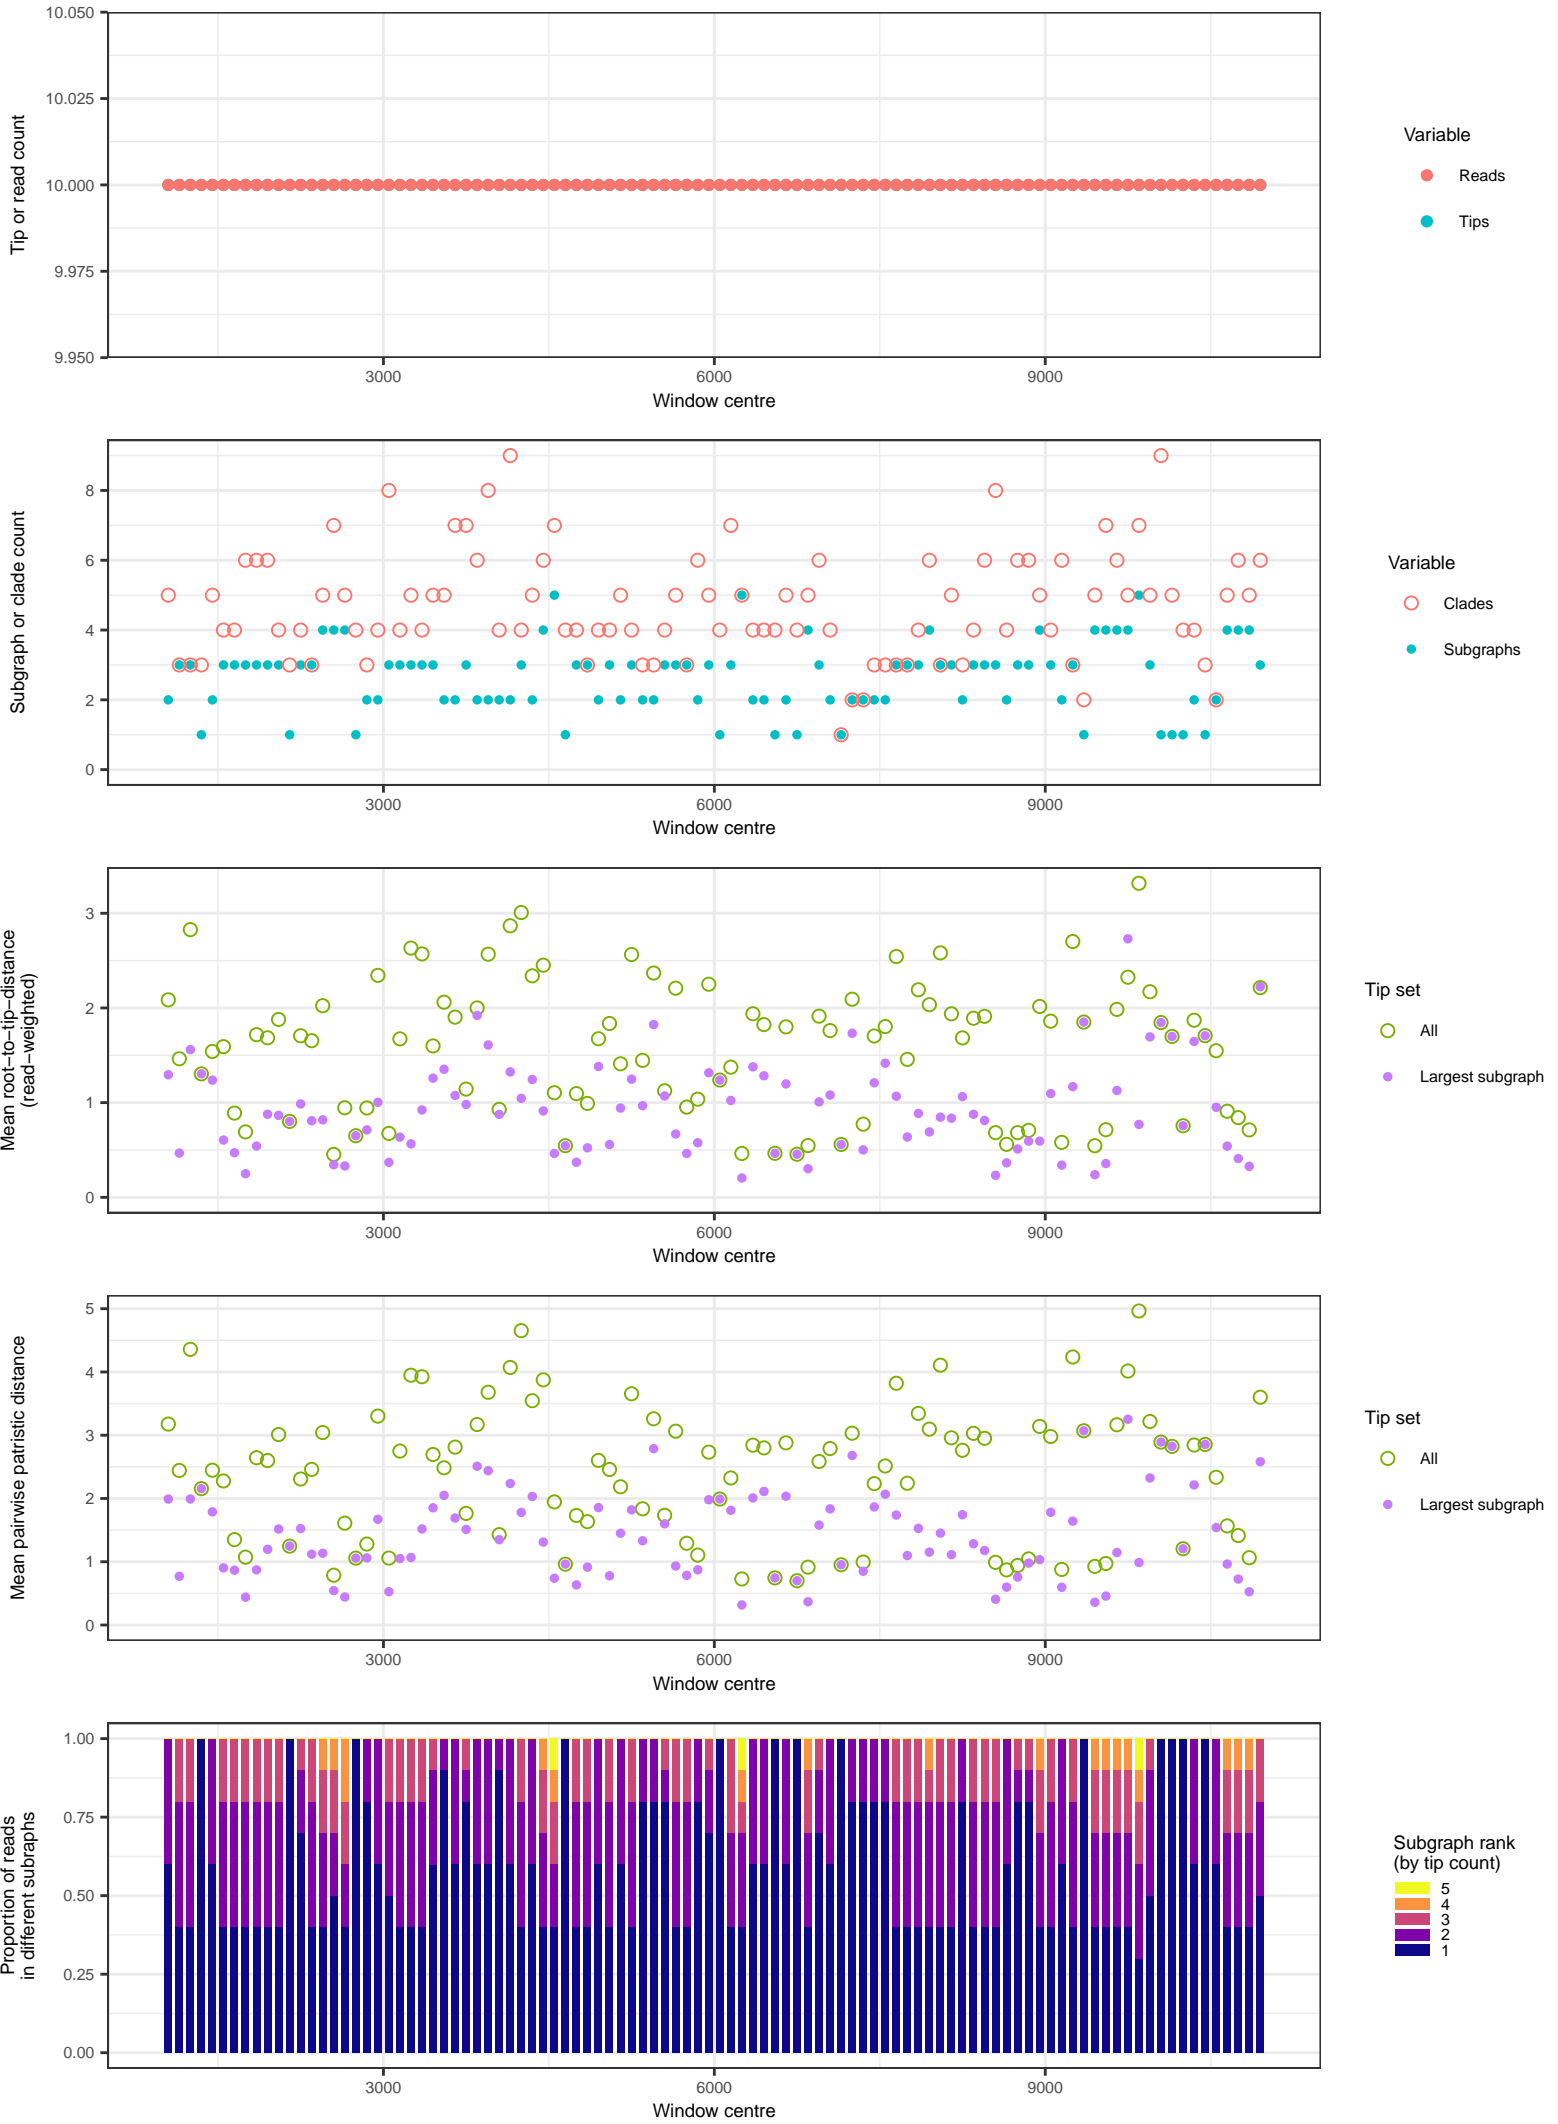 10.050
10.025
10.000
9.975
9.950
Tip or read count
3000 6000 9000
Window centre
Variable
Reads
Tips
8
6
4
2
0
Subgraph or clade count
3000 6000 9000
Window centre
Variable
Clades
Subgraphs
3
2
1
0
Mean root−to−tip−distance
(read−weighted)
3000 6000 9000
Window centre
Tip set
All
Largest subgraph
5
4
3
2
1
0
Mean pairwise patristic distance
3000 6000 9000
Window centre
Tip set
All
Largest subgraph
1.00
0.75
0.50
0.25
0.00
Proportion of reads
in different subraphs
3000 6000 9000
Window centre
Subgraph rank
(by tip count)
5
4
3
2
1